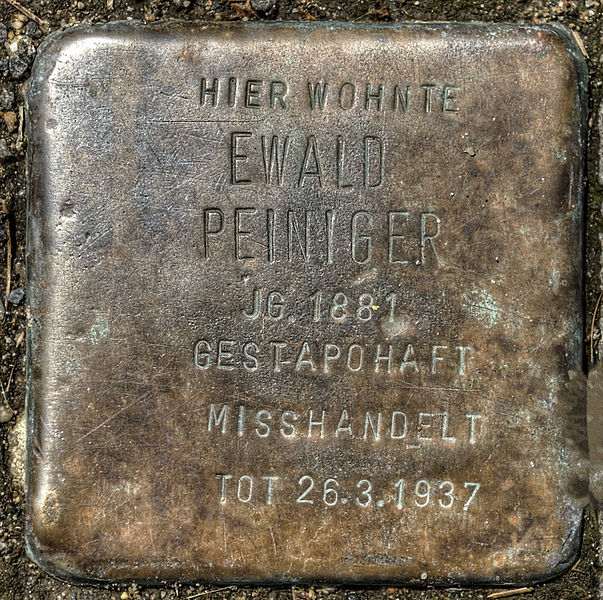 HIER WOHNTE
EWALD
PEINIGER
JG. 1881
GESTAPOHAFT
MISSHANDELT
TOT 26.3.1937